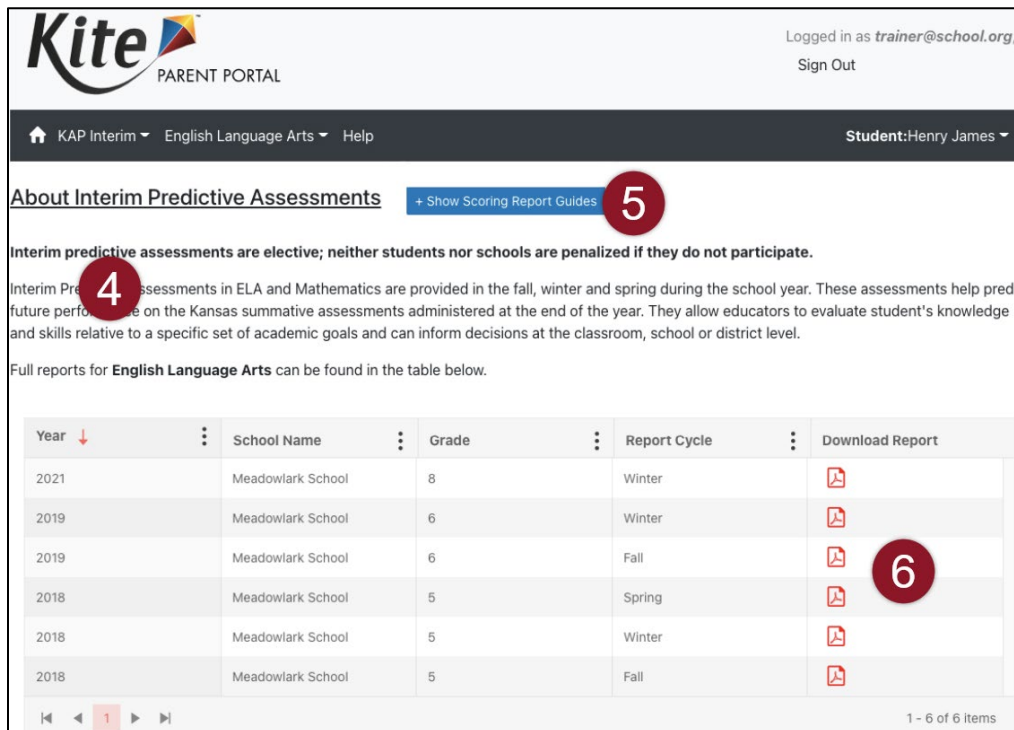 Kite
PARENT PORTAL
Logged in as trainer@school.org,
Sign Out
KAP Interim English Language Arts Help Student:Henry James
About Interim Predictive Assessments + Show Scoring Report Guides 5
Interim predictive assessments are elective; neither students nor schools are penalized if they do not participate.
Interim 4 in ELA and Mathematics are provided in the fall, winter and spring during the school year. These assessments help pred
future on the Kansas summative assessments administered at the end of the year. They allow educators to evaluate student's knowledge
and skills relative to a specific set of academic goals and can inform decisions at the classroom, school or district level.
Full reports for English Language Arts can be found in the table below.
Year School Name Grade Report Cycle Download Report
2021 Meadowlark School 8 Winter
2019 Meadowlark School 6 Winter
2019 Meadowlark School 6 Fall
6
2018 Meadowlark School 5 Spring
2018 Meadowlark School 5 Winter
2018 Meadowlark School 5 Fall
1 1 - 6 of 6 items